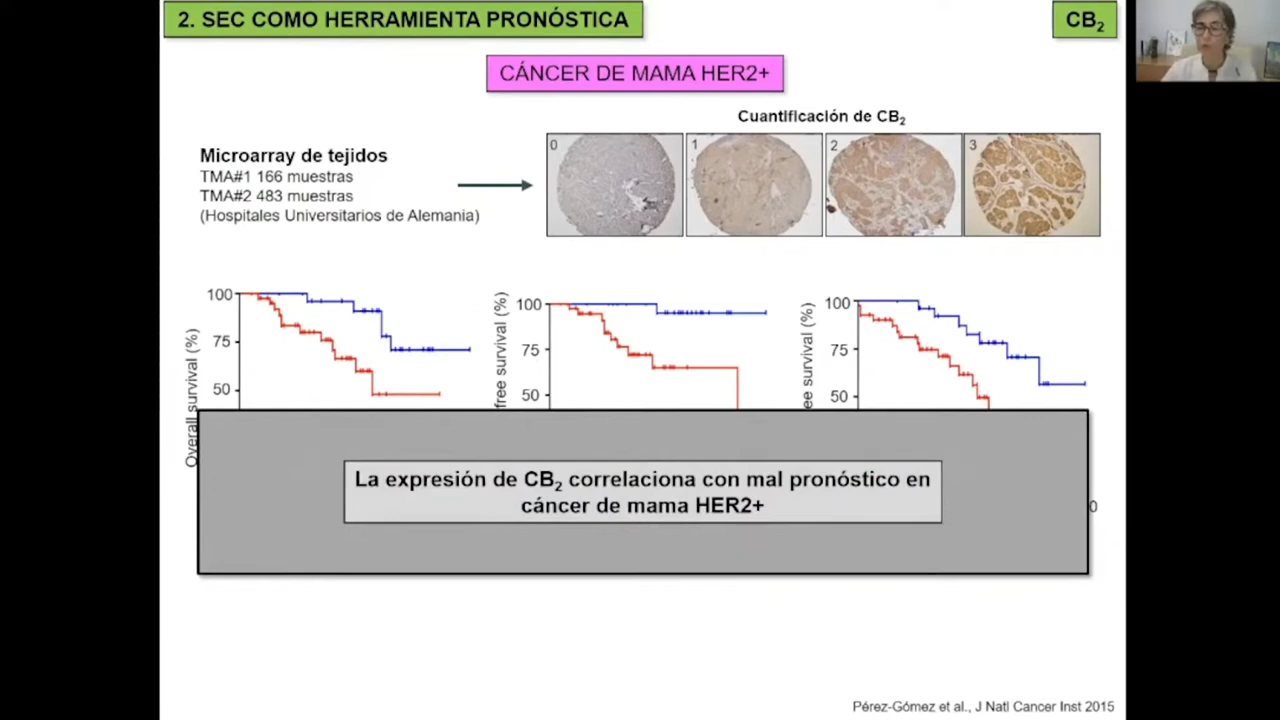 2. SEC COMO HERRAMIENTA PRONÓSTICA
CB₂
CÁNCER DE MAMA HER2+
Cuantificación de CB₂
Microarray de tejidos
TMA#1 166 muestras
TMA#2 483 muestras
(Hospitales Universitarios de Alemania)
0
1
2
3
Overall survival (%)
100
75
50
free survival (%)
100
75
50
ee survival (%)
100
75
50
0
La expresión de CB₂ correlaciona con mal pronóstico en
cáncer de mama HER2+
Pérez-Gómez et al., J Natl Cancer Inst 2015